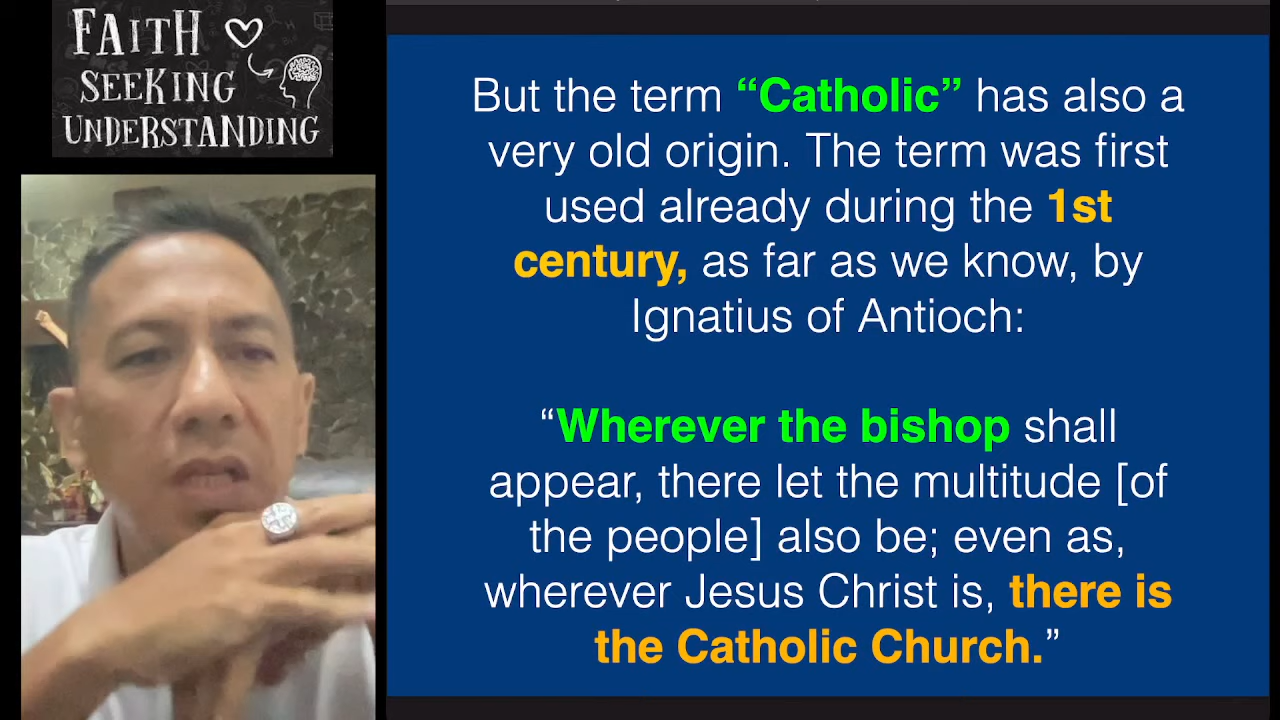 FAITH
SEEKING
UNDERSTANDING
But the term “Catholic” has also a
very old origin. The term was first
used already during the 1st
century, as far as we know, by
Ignatius of Antioch:
“Wherever the bishop shall
appear, there let the multitude [of
the people] also be; even as,
wherever Jesus Christ is, there is
the Catholic Church.”